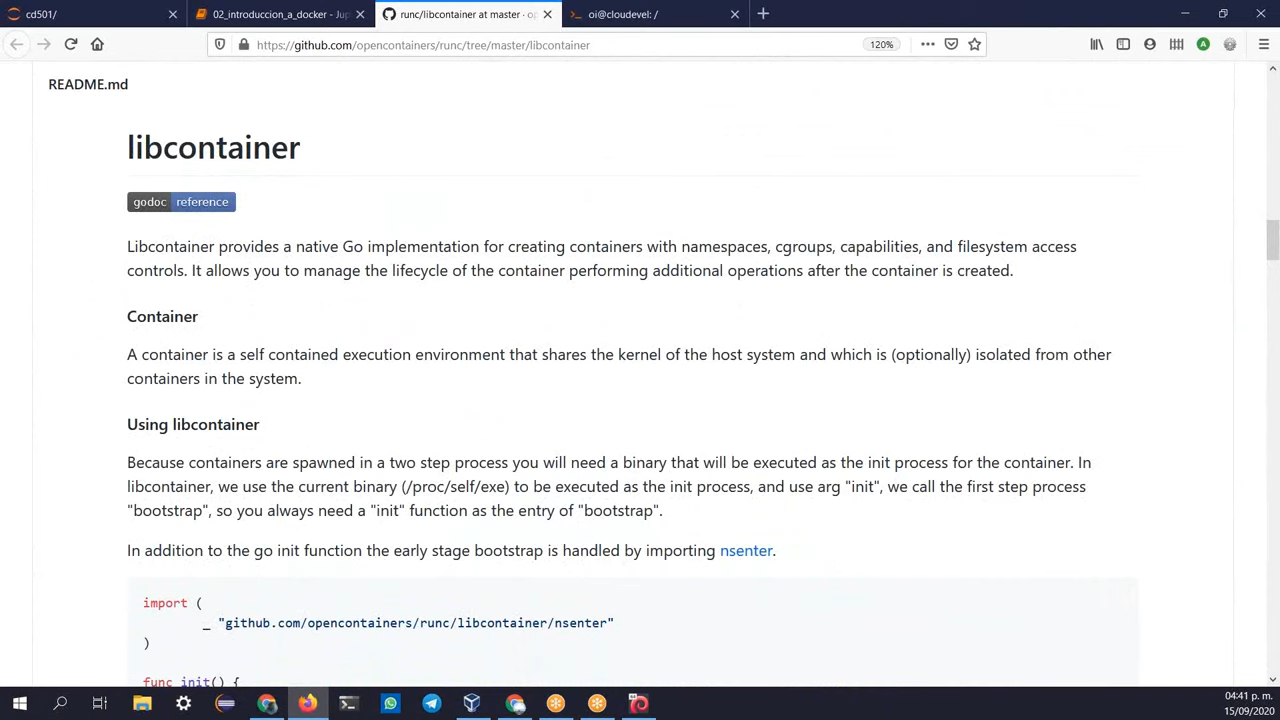 cd501/
02_introduccion_a_docker - Jup
runc/libcontainer at master · op
oi@cloudevel: /
https://github.com/opencontainers/runc/tree/master/libcontainer
120%
A
README.md
libcontainer
godoc reference
Libcontainer provides a native Go implementation for creating containers with namespaces, cgroups, capabilities, and filesystem access
controls. It allows you to manage the lifecycle of the container performing additional operations after the container is created.
Container
A container is a self contained execution environment that shares the kernel of the host system and which is (optionally) isolated from other
containers in the system.
Using libcontainer
Because containers are spawned in a two step process you will need a binary that will be executed as the init process for the container. In
libcontainer, we use the current binary (/proc/self/exe) to be executed as the init process, and use arg "init", we call the first step process
"bootstrap", so you always need a "init" function as the entry of "bootstrap".
In addition to the go init function the early stage bootstrap is handled by importing nsenter.
import (
_ "github.com/opencontainers/runc/libcontainer/nsenter"
)
func init() {
04:41 p. m.
15/09/2020